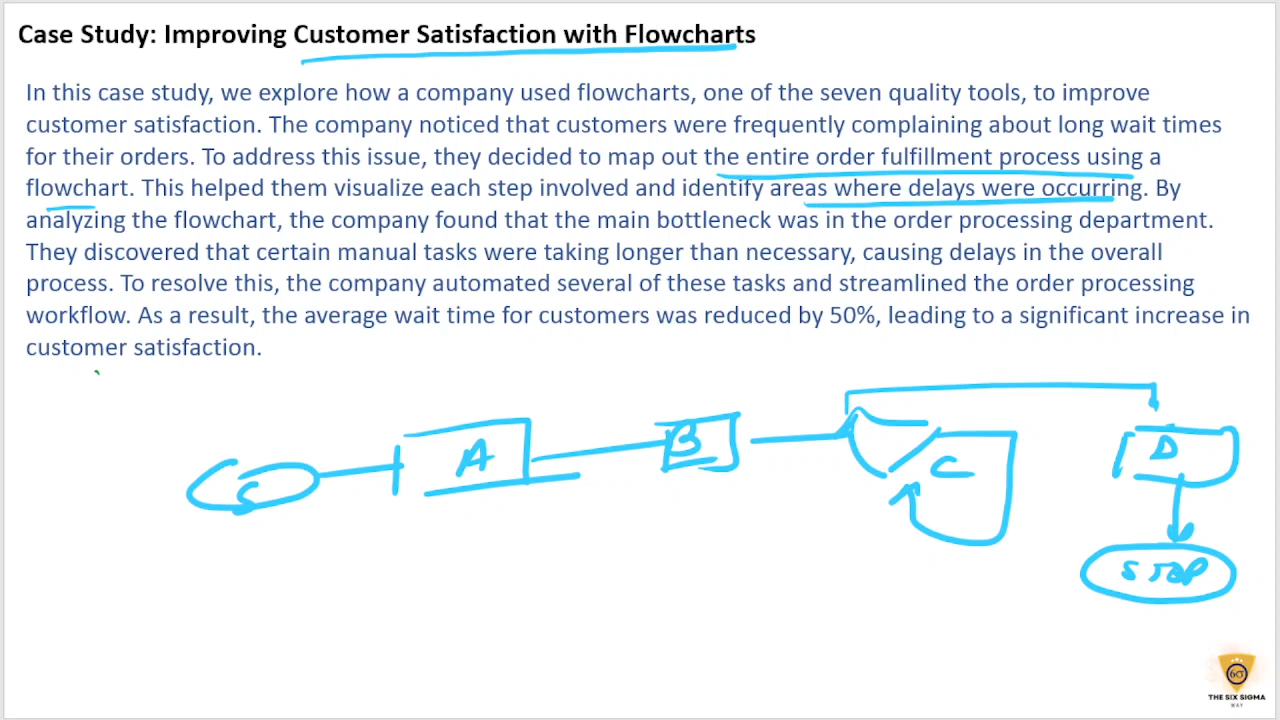 Case Study: Improving Customer Satisfaction with Flowcharts
In this case study, we explore how a company used flowcharts, one of the seven quality tools, to improve
customer satisfaction. The company noticed that customers were frequently complaining about long wait times
for their orders. To address this issue, they decided to map out the entire order fulfillment process using a
flowchart. This helped them visualize each step involved and identify areas where delays were occurring. By
analyzing the flowchart, the company found that the main bottleneck was in the order processing department.
They discovered that certain manual tasks were taking longer than necessary, causing delays in the overall
process. To resolve this, the company automated several of these tasks and streamlined the order processing
workflow. As a result, the average wait time for customers was reduced by 50%, leading to a significant increase in
customer satisfaction.
S A B C D
STOP
6σ
THE SIX SIGMA
WAY